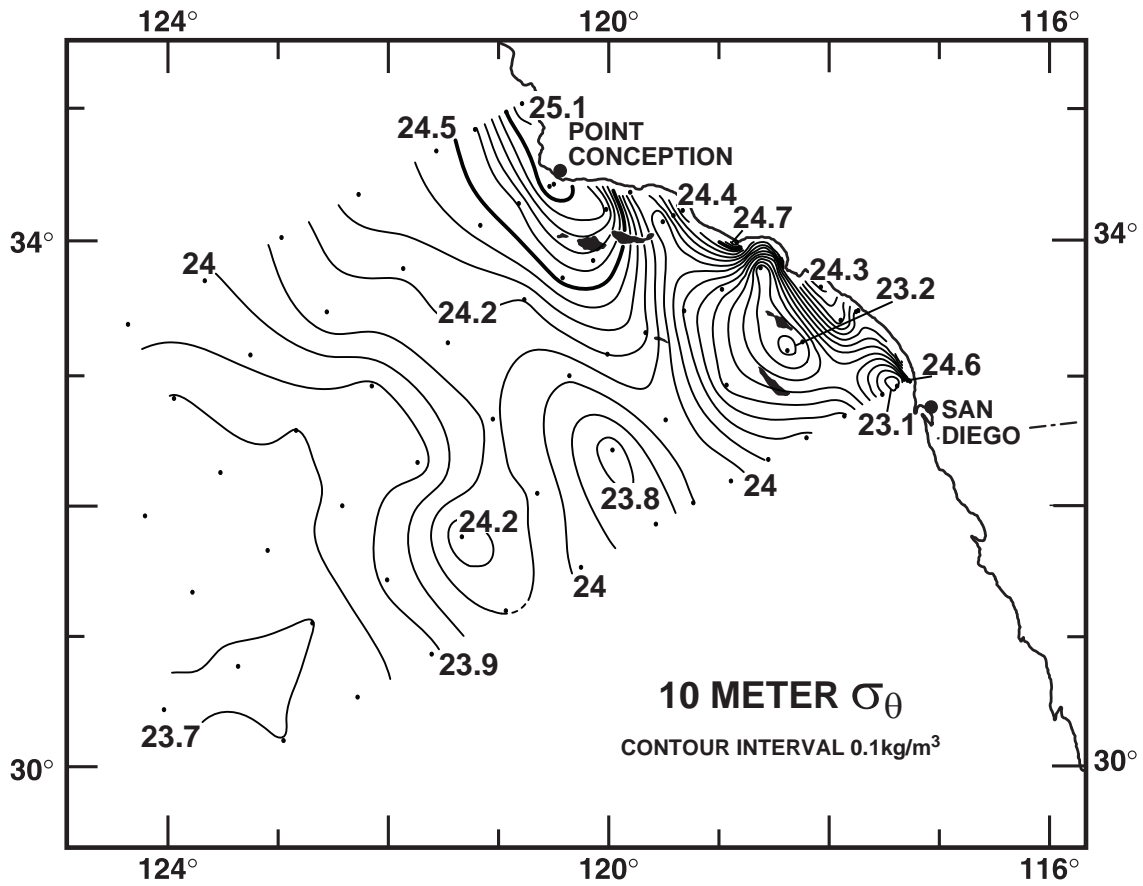 124° 120° 116°
25.1
24.5
POINT
CONCEPTION
24.4
24.7
34° 34°
24
24.3
23.2
24.2
24.6
23.1
SAN
DIEGO
24
23.8
24.2
24
23.9
10 METER σθ
23.7
CONTOUR INTERVAL 0.1kg/m³
30° 30°
124° 120° 116°